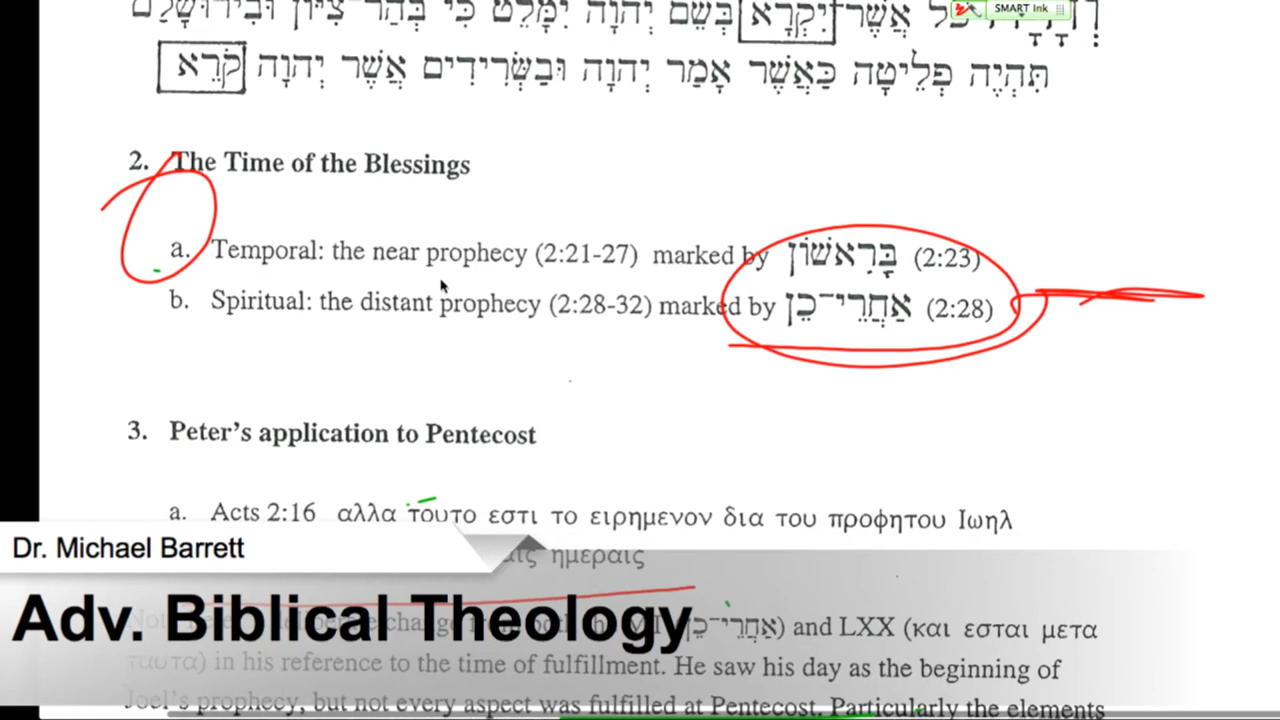 SMART Ink
אֲשֶׁר־יִקְרָא בְּשֵׁם יְהוָה יִמָּלֵט כִּי בְּהַר־צִיּוֹן וּבִירוּשָׁלַ͏ִם
תִּהְיֶה פְלֵיטָה כַּאֲשֶׁר אָמַר יְהוָה וּבַשְּׂרִידִים אֲשֶׁר יְהוָה קֹרֵא
2. The Time of the Blessings
a. Temporal: the near prophecy (2:21-27) marked by בָּרִאשׁוֹן (2:23)
b. Spiritual: the distant prophecy (2:28-32) marked by אַחֲרֵי־כֵן (2:28)
3. Peter's application to Pentecost
a. Acts 2:16 αλλα τουτο εστι το ειρημενον δια του προφητου Ιωηλ
Dr. Michael Barrett
ημεραις
Adv. Biblical Theology
אַחֲרֵי־כֵן) and LXX (και εσται μετα
ταυτα) in his reference to the time of fulfillment. He saw his day as the beginning of
Joel's prophecy, but not every aspect was fulfilled at Pentecost. Particularly the elements